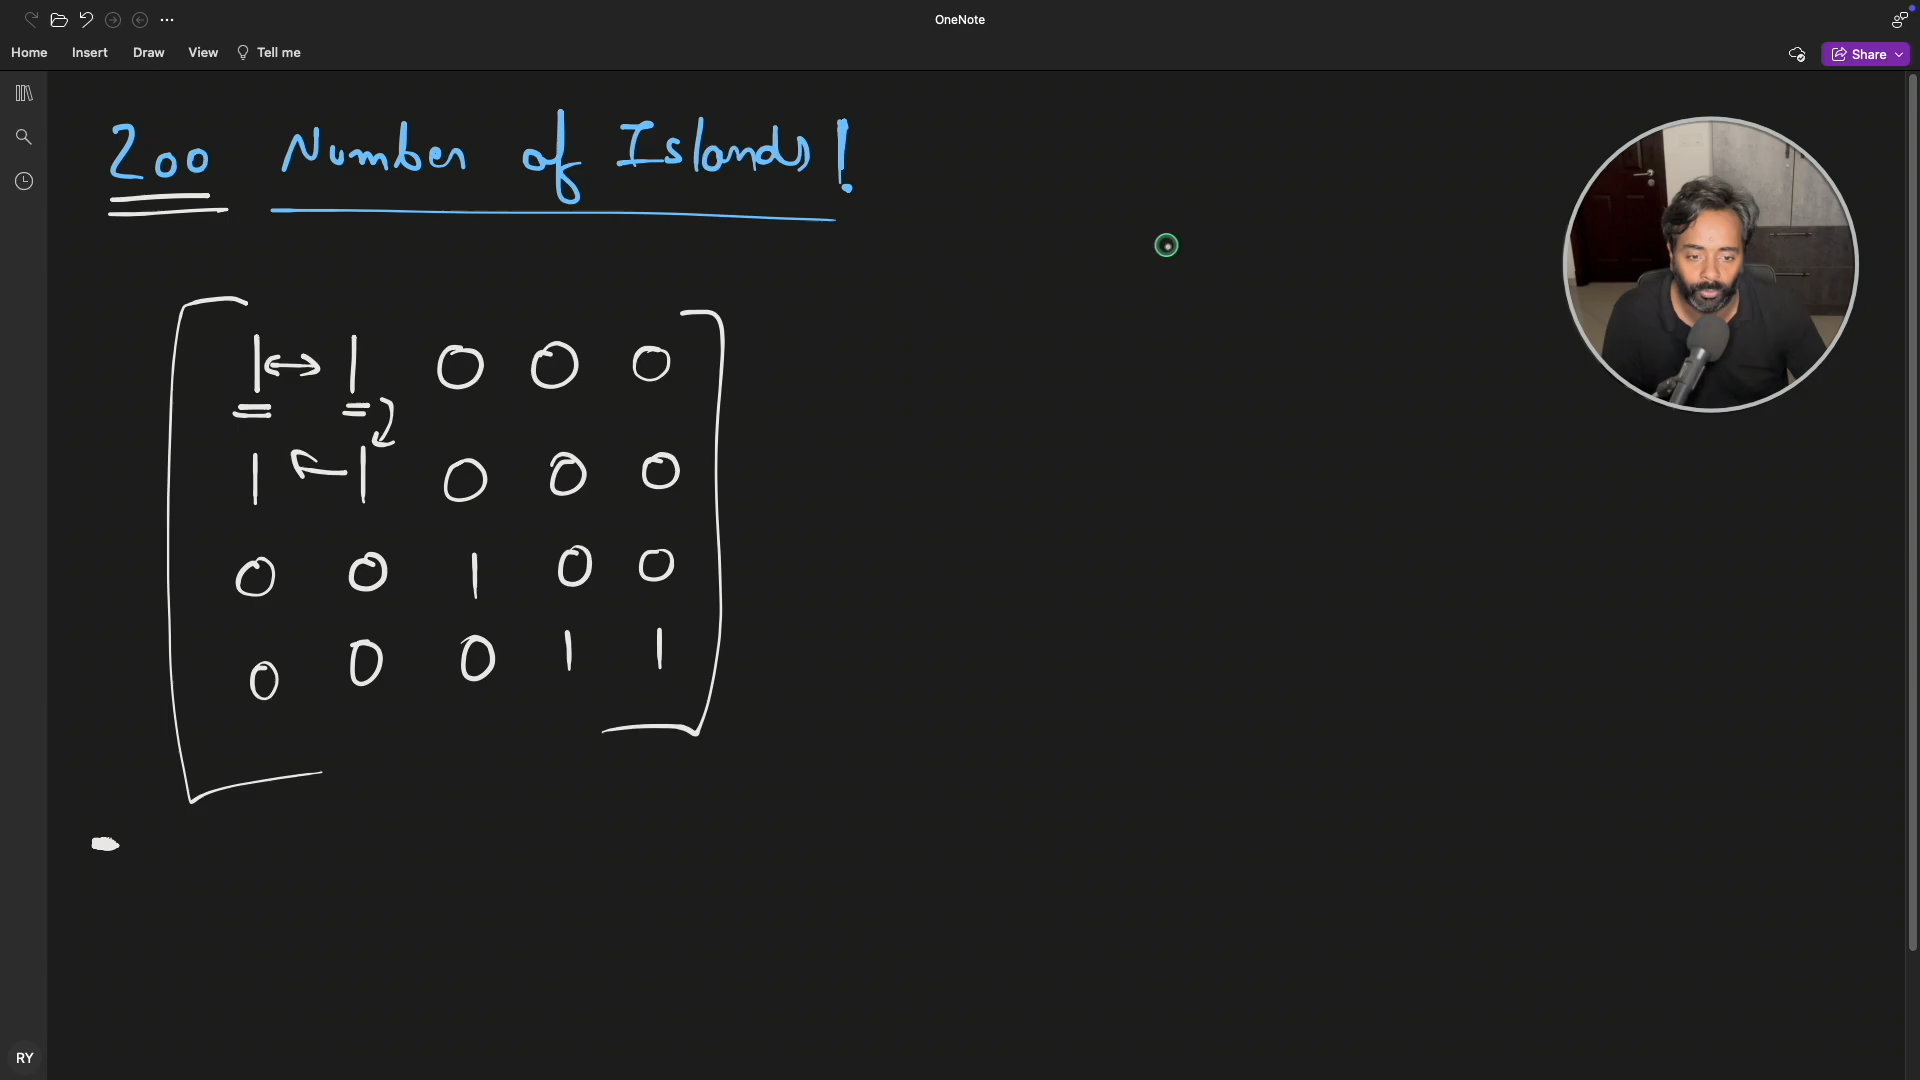 OneNote
Home Insert Draw View Tell me
Share
200 Number of Islands!
1 1 0 0 0
1 1 0 0 0
0 0 1 0 0
0 0 0 1 1
RY